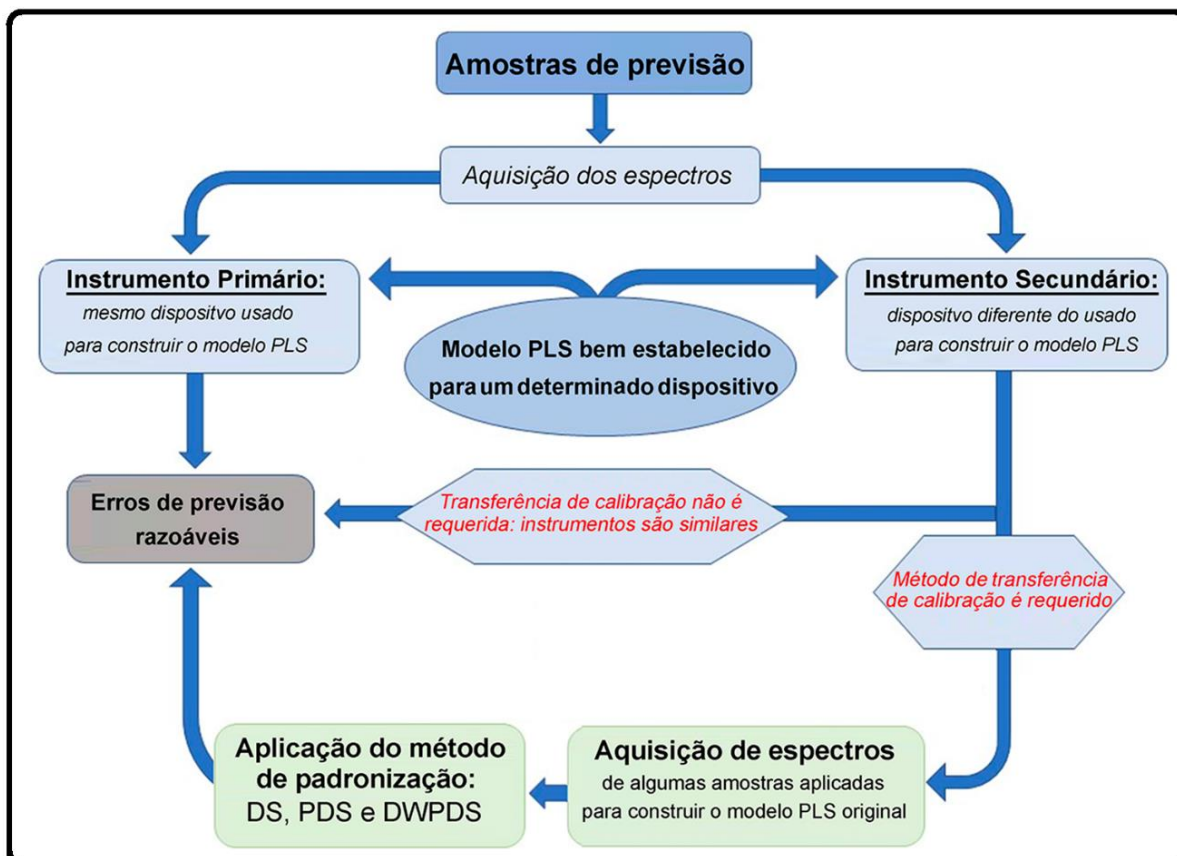 Amostras de previsão
Aquisição dos espectros
Instrumento Primário:
mesmo dispositvo usado
para construir o modelo PLS
Instrumento Secundário:
dispositvo diferente do usado
para construir o modelo PLS
Modelo PLS bem estabelecido
para um determinado dispositivo
Erros de previsão
razoáveis
Transferência de calibração não é
requerida: instrumentos são similares
Método de transferência
de calibração é requerido
Aplicação do método
de padronização:
DS, PDS e DWPDS
Aquisição de espectros
de algumas amostras aplicadas
para construir o modelo PLS original